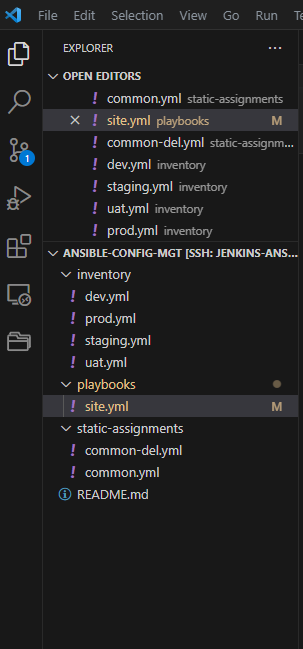 File Edit Selection View Go Run T
EXPLORER ...
OPEN EDITORS
! common.yml static-assignments
× ! site.yml playbooks M
! common-del.yml static-assignm...
! dev.yml inventory
! staging.yml inventory
! uat.yml inventory
! prod.yml inventory
1
ANSIBLE-CONFIG-MGT [SSH: JENKINS-ANS...
inventory
! dev.yml
! prod.yml
! staging.yml
! uat.yml
playbooks
! site.yml M
static-assignments
! common-del.yml
! common.yml
README.md